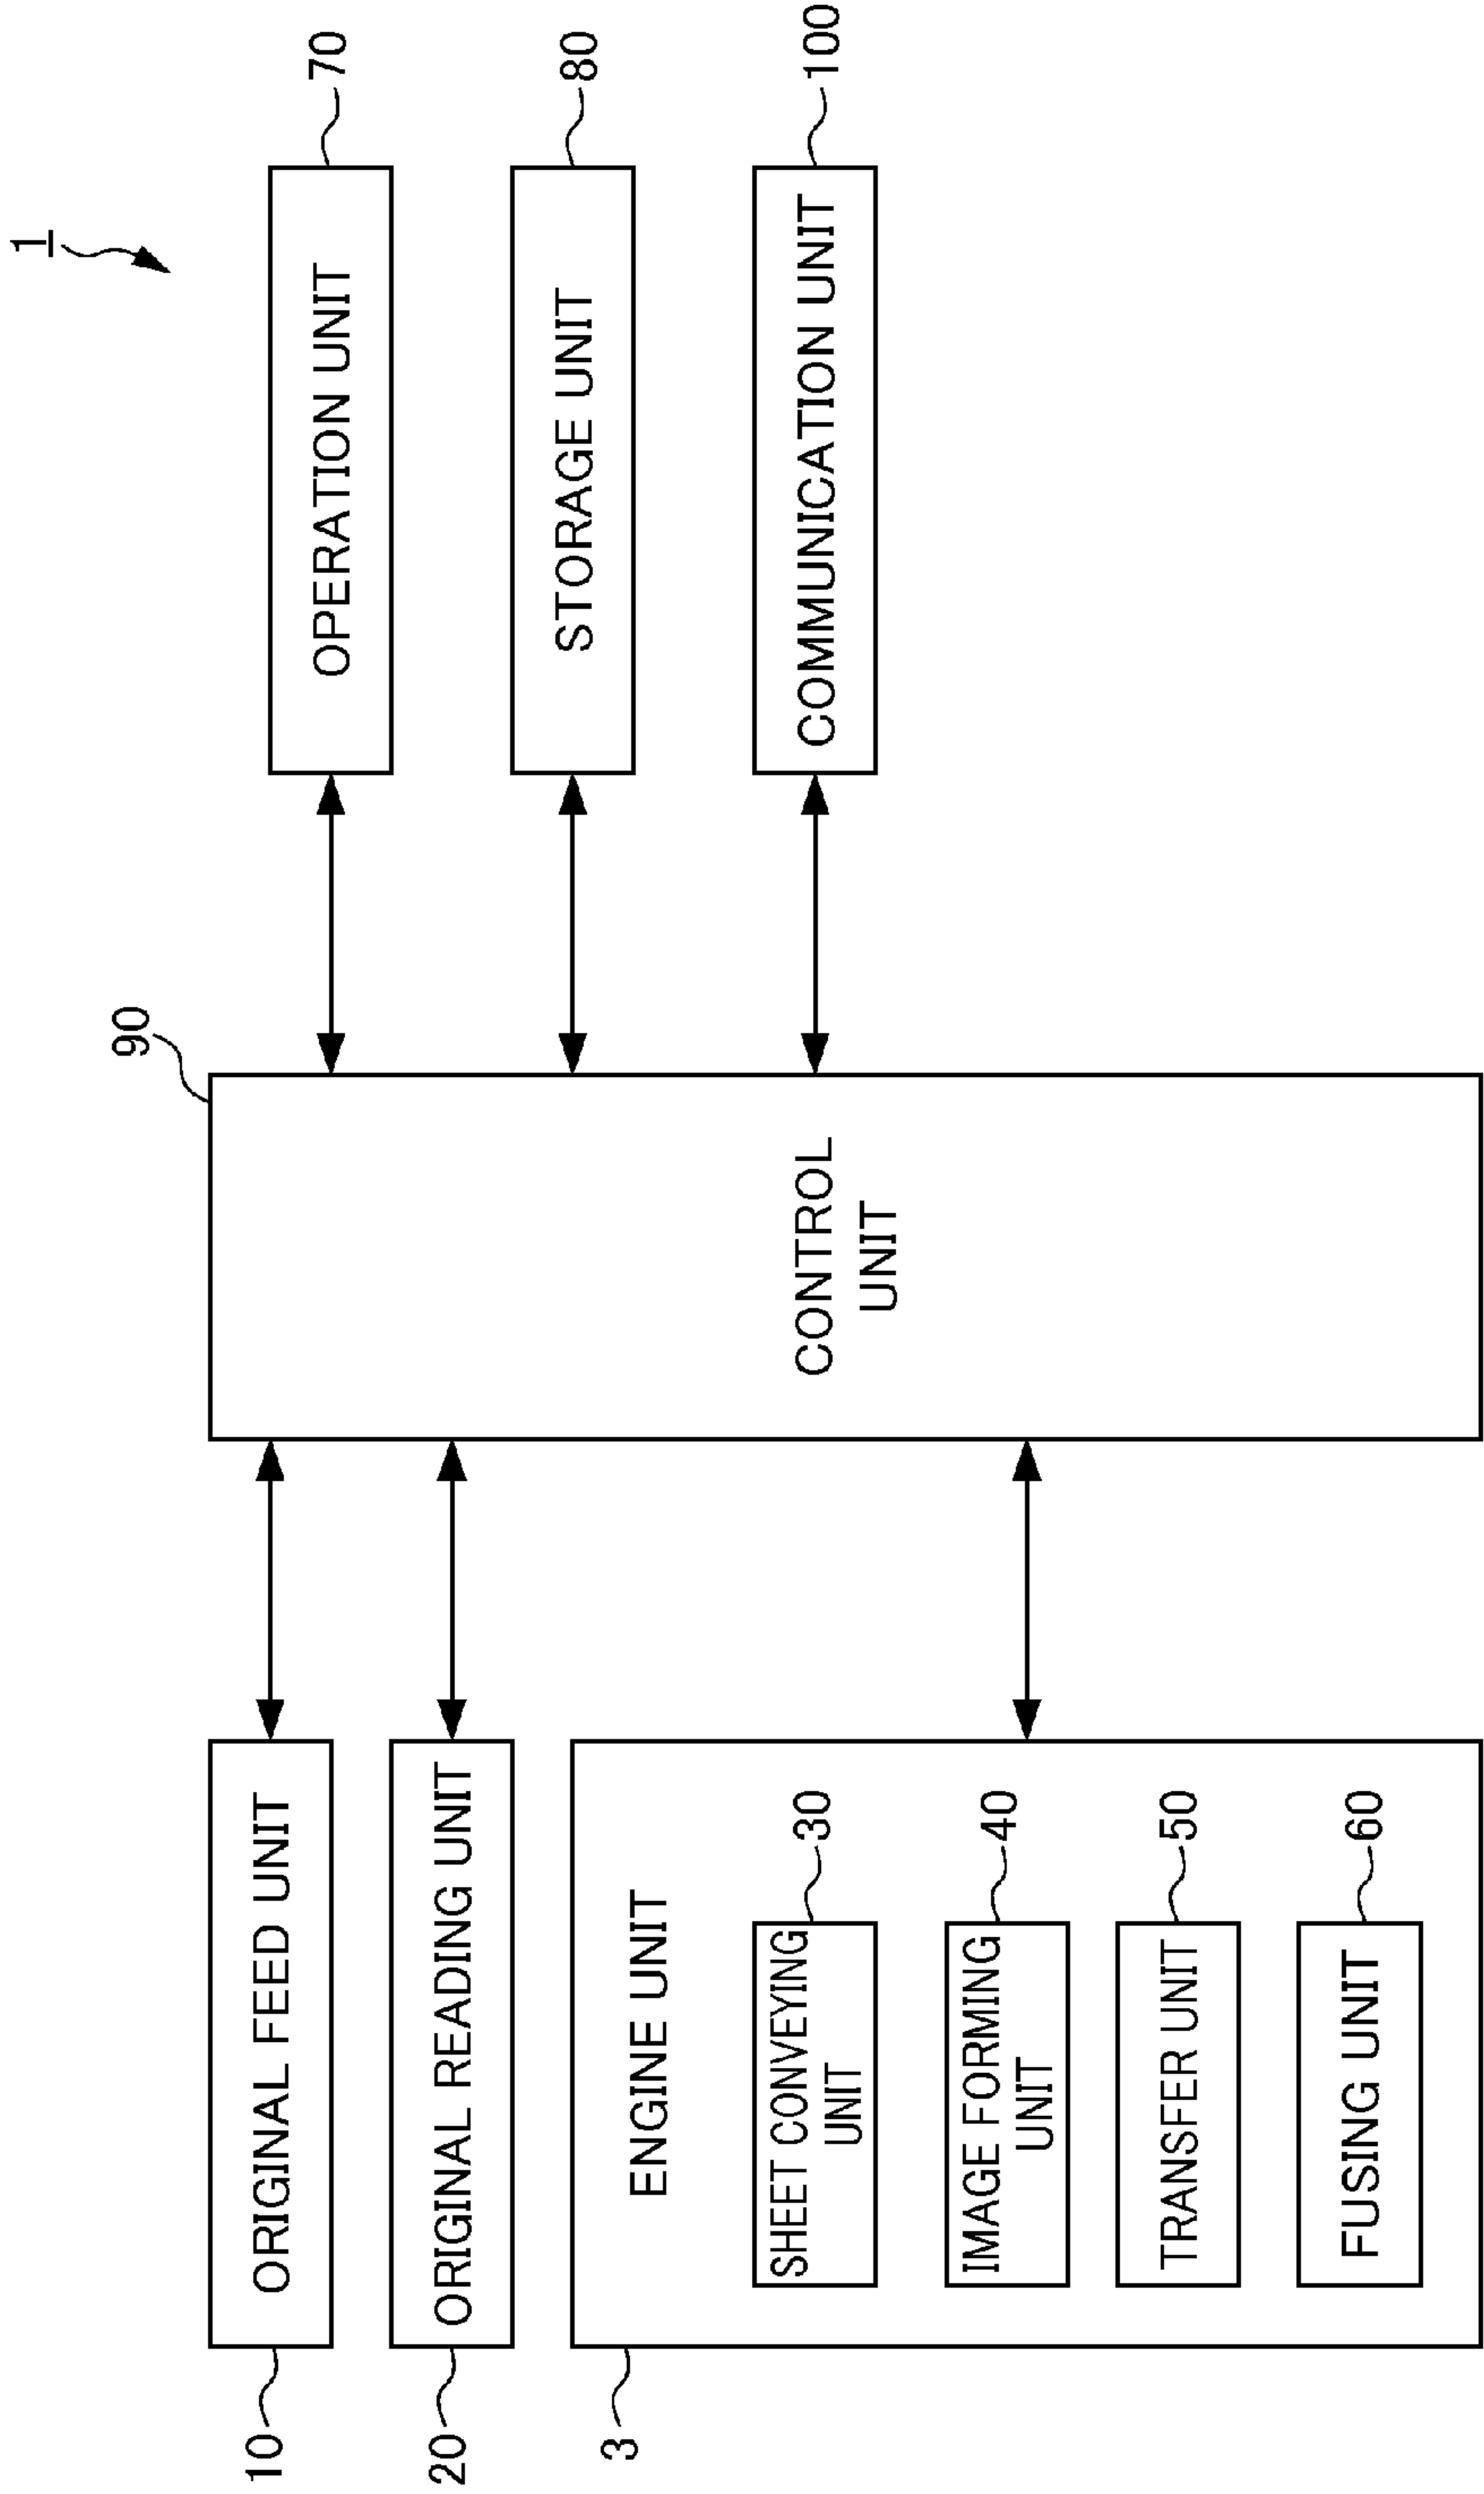 1
10
ORIGINAL FEED UNIT
20
ORIGINAL READING UNIT
3
ENGINE UNIT
SHEET CONVEYING
UNIT
30
IMAGE FORMING
UNIT
40
TRANSFER UNIT
50
FUSING UNIT
60
90
CONTROL
UNIT
OPERATION UNIT
70
STORAGE UNIT
80
COMMUNICATION UNIT
100